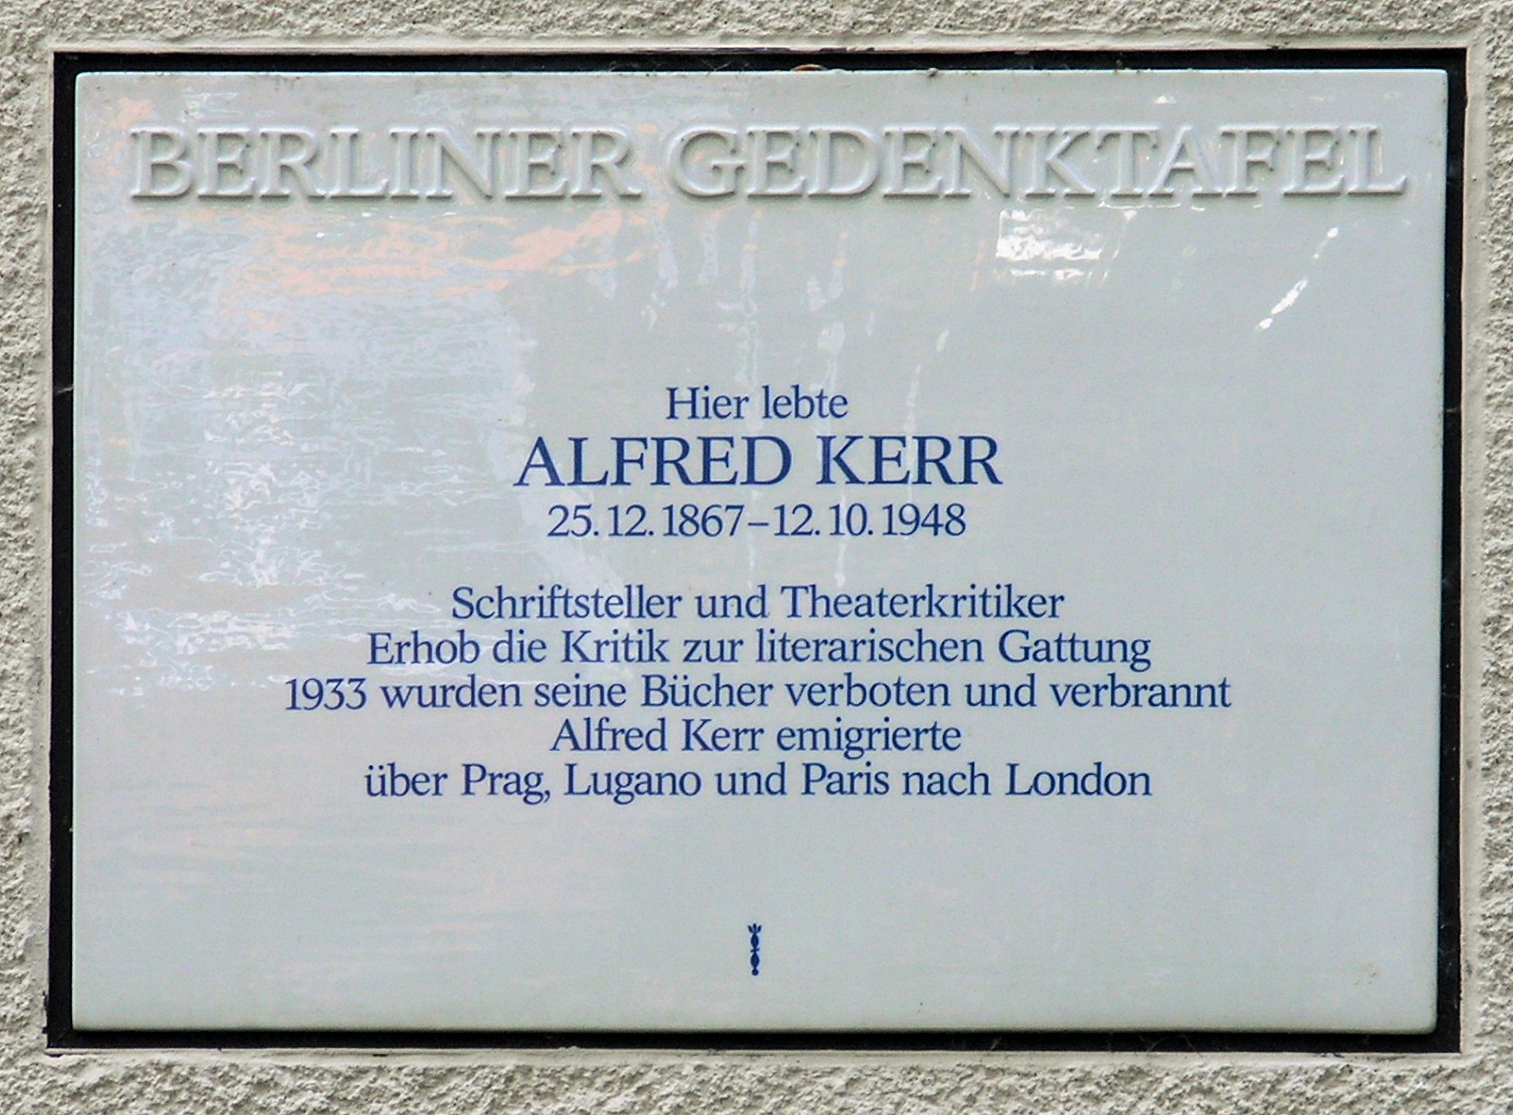 BERLINER GEDENKTAFEL
Hier lebte
ALFRED KERR
25.12.1867–12.10.1948
Schriftsteller und Theaterkritiker
Erhob die Kritik zur literarischen Gattung
1933 wurden seine Bücher verboten und verbrannt
Alfred Kerr emigrierte
über Prag, Lugano und Paris nach London